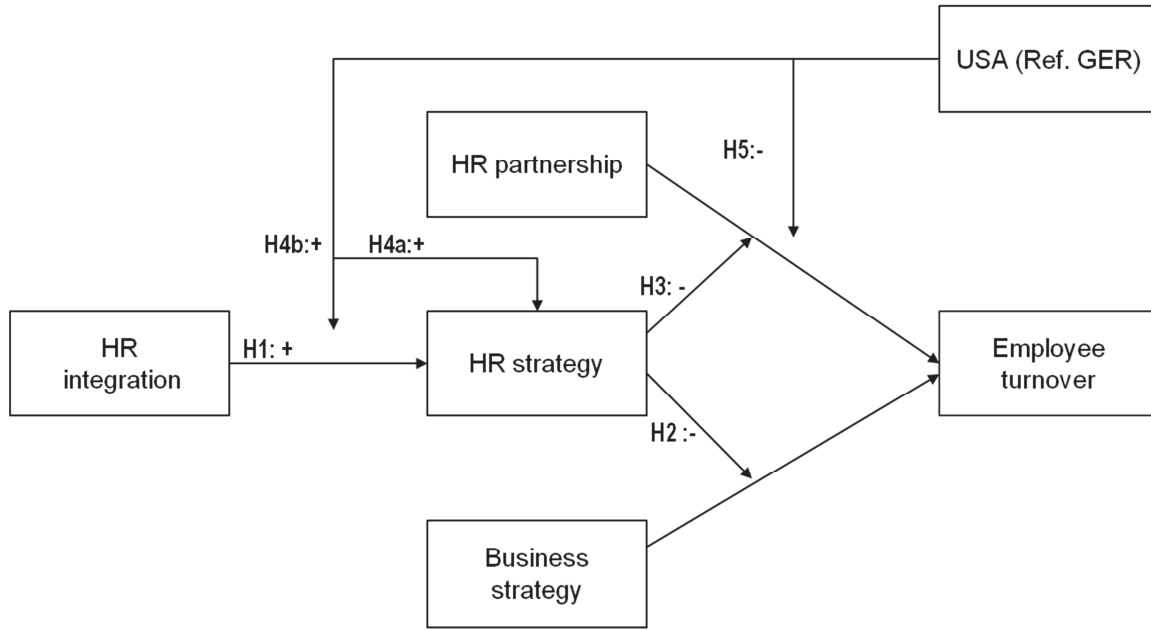 USA (Ref. GER)
HR partnership
H5:-
H4b:+
H4a:+
H3: -
HR
integration
H1: +
HR strategy
Employee
turnover
H2 :-
Business
strategy